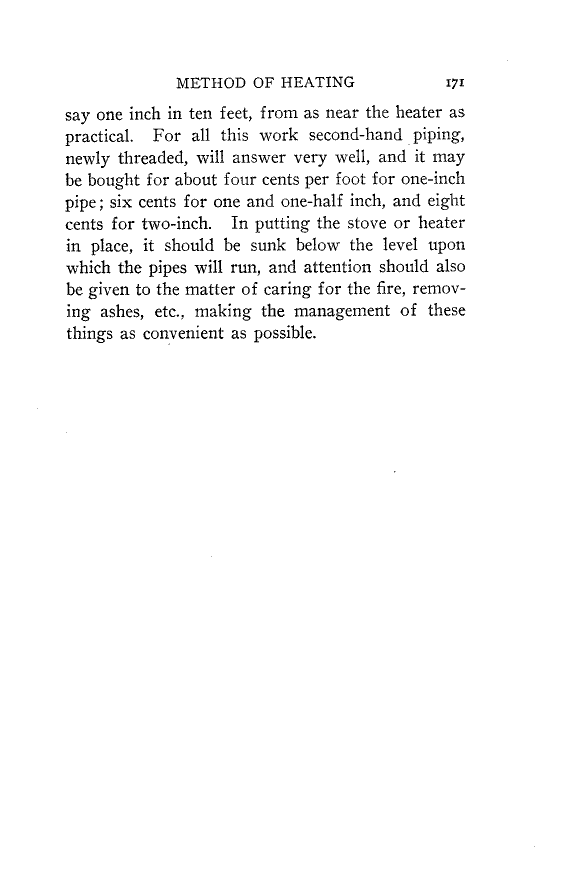 METHOD OF HEATING 171
say one inch in ten feet, from as near the heater as
practical. For all this work second-hand piping,
newly threaded, will answer very well, and it may
be bought for about four cents per foot for one-inch
pipe; six cents for one and one-half inch, and eight
cents for two-inch. In putting the stove or heater
in place, it should be sunk below the level upon
which the pipes will run, and attention should also
be given to the matter of caring for the fire, remov-
ing ashes, etc., making the management of these
things as convenient as possible.